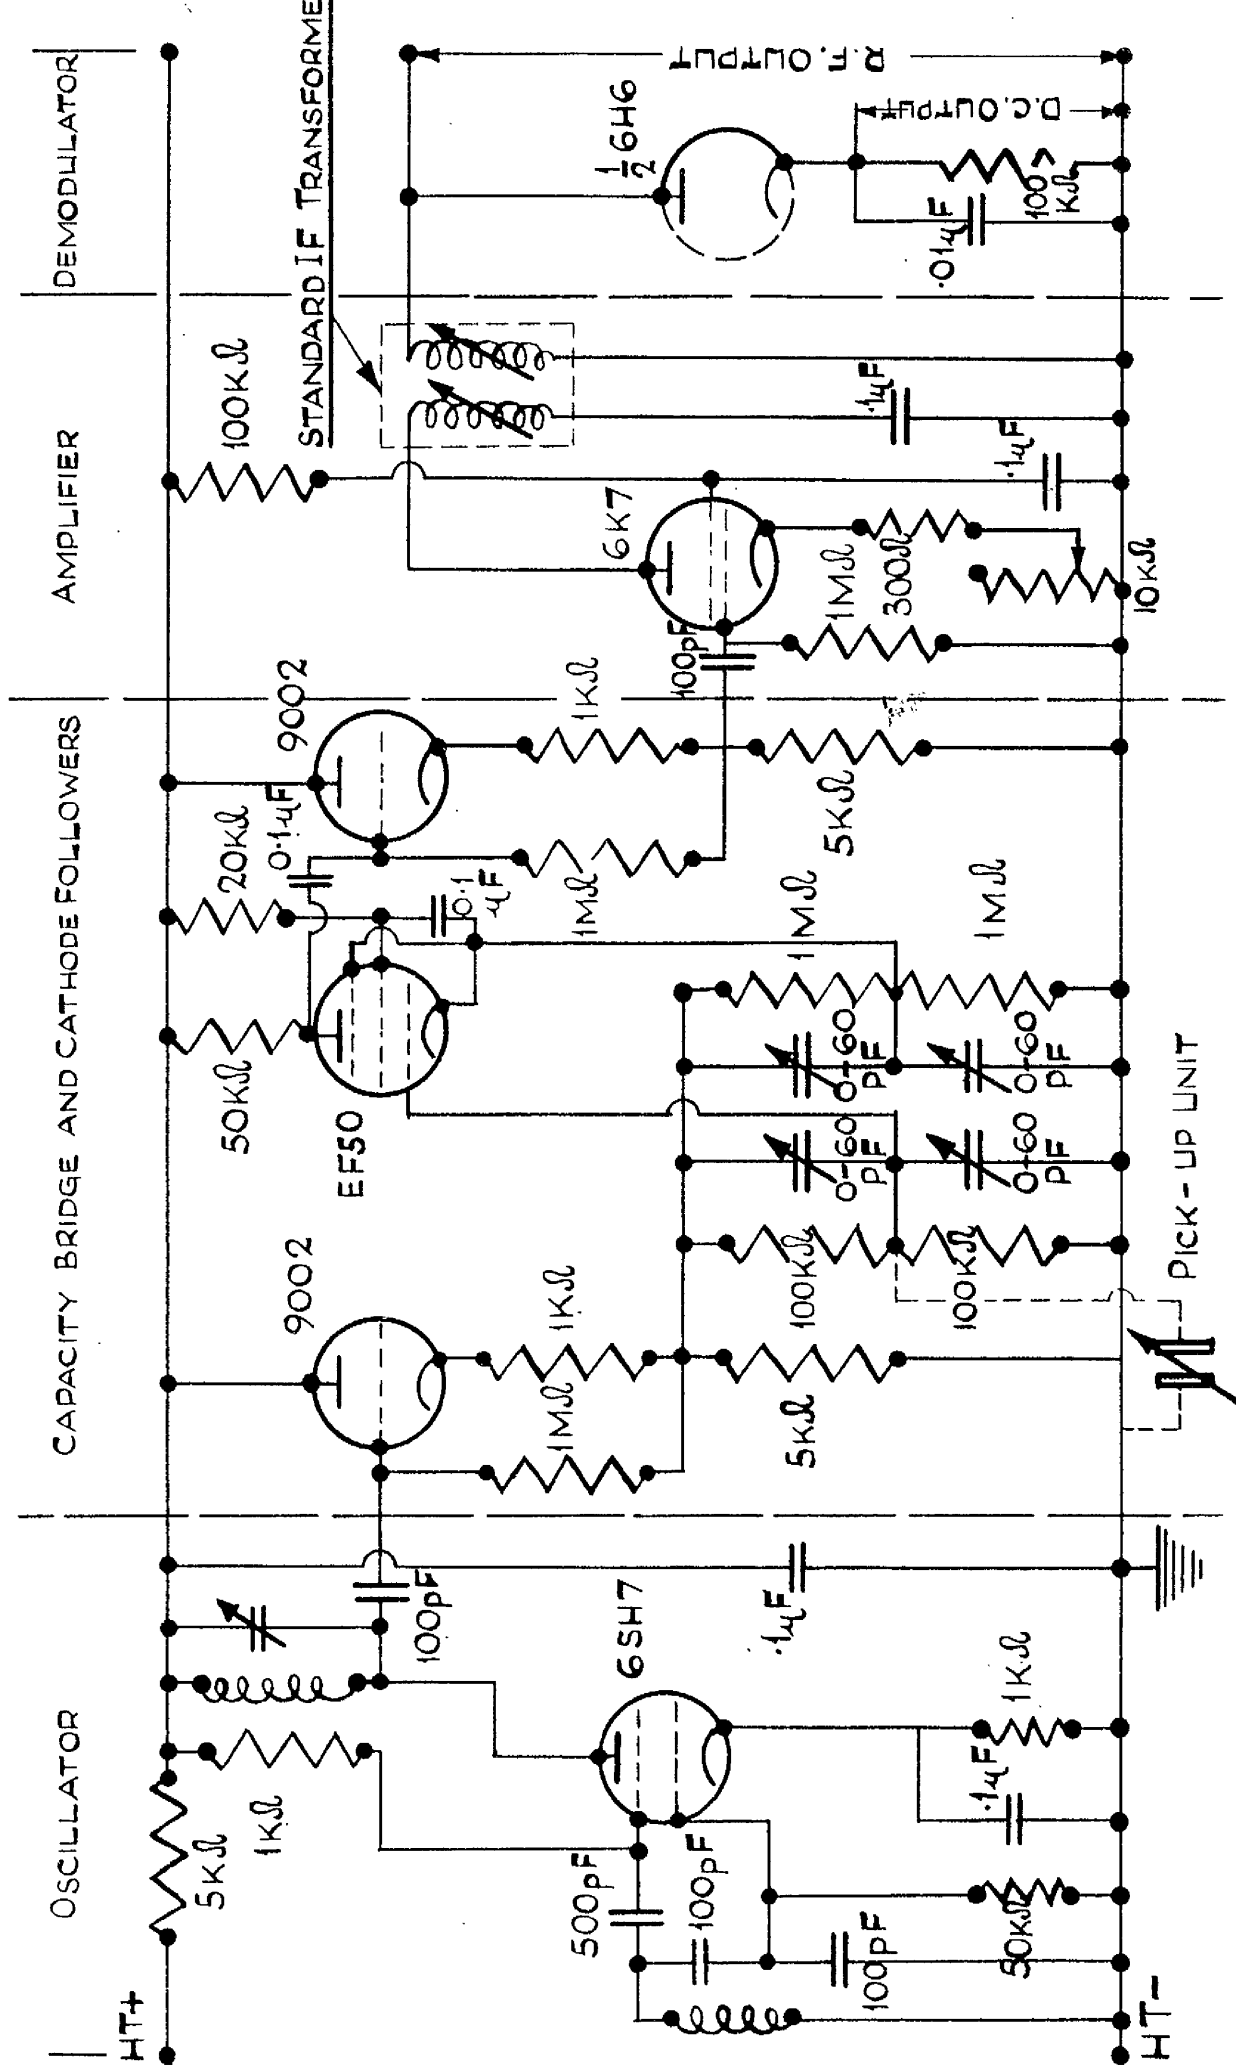 OSCILLATOR
CAPACITY BRIDGE AND CATHODE FOLLOWERS
AMPLIFIER
DEMODULATOR
HT+
5KΩ
1KΩ
100pF
500pF
100pF
100pF
6SH7
50KΩ
.1µF
1KΩ
.1µF
HT-
9002
1MΩ
1KΩ
5KΩ
100KΩ
100KΩ
PICK-UP UNIT
50KΩ
EF50
20KΩ
0.1µF
0.1
µF
0-60
pF
0-60
pF
0-60
pF
0-60
pF
1MΩ
1MΩ
9002
1MΩ
1KΩ
5KΩ
100pF
6K7
1MΩ
300Ω
10KΩ
100KΩ
.1µF
.1µF
STANDARD IF TRANSFORME
1/2 6H6
.01µF
100
KΩ
D.C. OUTPUT
R.F. OUTPUT